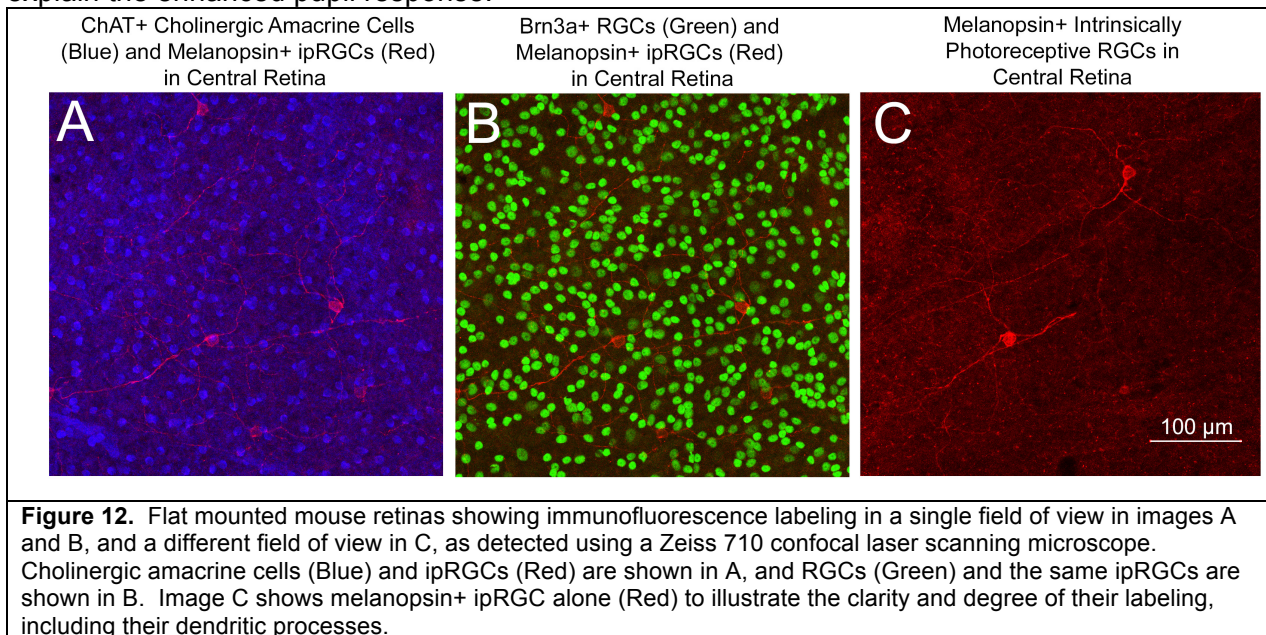 explain the enhanced pupil response.
ChAT+ Cholinergic Amacrine Cells
(Blue) and Melanopsin+ ipRGCs (Red)
in Central Retina
Brn3a+ RGCs (Green) and
Melanopsin+ ipRGCs (Red)
in Central Retina
Melanopsin+ Intrinsically
Photoreceptive RGCs in
Central Retina
A
B
C
100 µm
Figure 12. Flat mounted mouse retinas showing immunofluorescence labeling in a single field of view in images A
and B, and a different field of view in C, as detected using a Zeiss 710 confocal laser scanning microscope.
Cholinergic amacrine cells (Blue) and ipRGCs (Red) are shown in A, and RGCs (Green) and the same ipRGCs are
shown in B. Image C shows melanopsin+ ipRGC alone (Red) to illustrate the clarity and degree of their labeling,
including their dendritic processes.